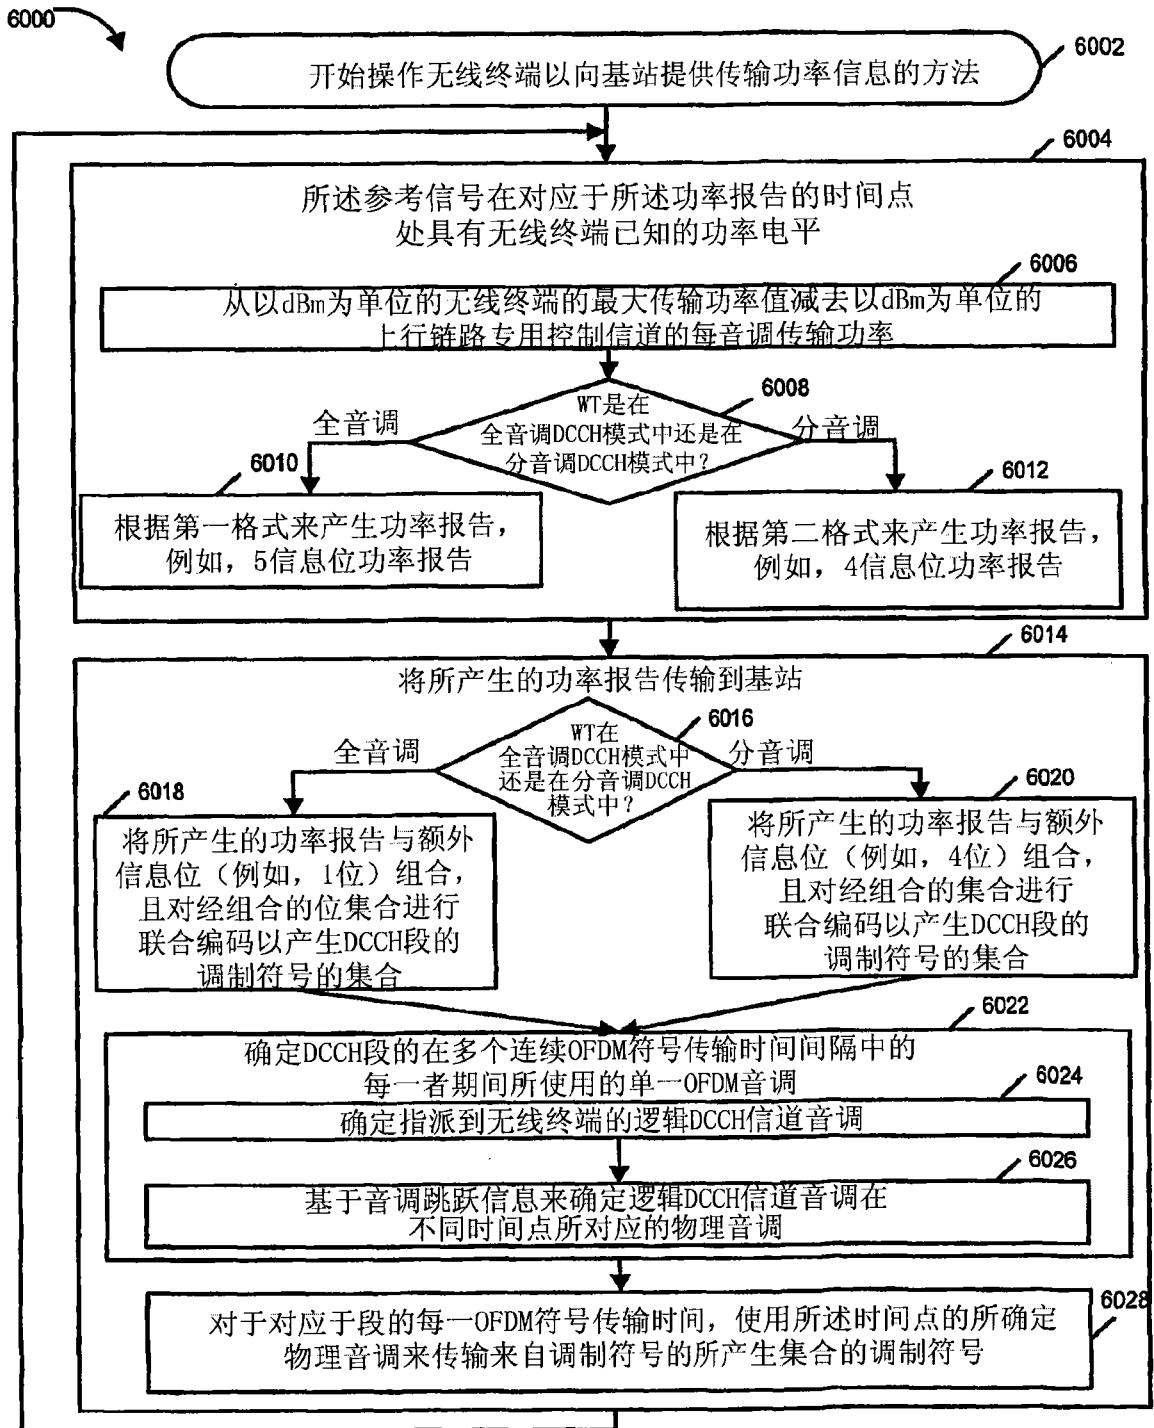 6000
6002
开始操作无线终端以向基站提供传输功率信息的方法
6004
所述参考信号在对应于所述功率报告的时间点
处具有无线终端已知的功率电平
6006
从以dBm为单位的无线终端的最大传输功率值减去以dBm为单位的
上行链路专用控制信道的每音调传输功率
6008
WT是在
全音调DCCH模式中还是在
分音调DCCH模式中?
全音调
分音调
6010
根据第一格式来产生功率报告,
例如, 5信息位功率报告
6012
根据第二格式来产生功率报告,
例如, 4信息位功率报告
6014
将所产生的功率报告传输到基站
6016
WT在
全音调DCCH模式中
还是在分音调DCCH
模式中?
全音调
分音调
6018
将所产生的功率报告与额外
信息位（例如, 1位）组合,
且对经组合的位集合进行
联合编码以产生DCCH段的
调制符号的集合
6020
将所产生的功率报告与额外
信息位（例如, 4位）组合,
且对经组合的位集合进行
联合编码以产生DCCH段的
调制符号的集合
6022
确定DCCH段的在多个连续OFDM符号传输时间间隔中的
每一者期间所使用的单一OFDM音调
6024
确定指派到无线终端的逻辑DCCH信道音调
6026
基于音调跳跃信息来确定逻辑DCCH信道音调在
不同时间点所对应的物理音调
6028
对于对应于段的每一OFDM符号传输时间, 使用所述时间点的所确定
物理音调来传输来自调制符号的所产生集合的调制符号